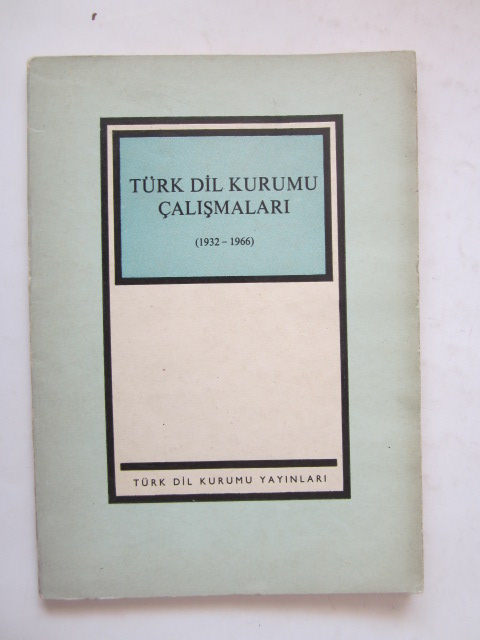 TÜRK DİL KURUMU
ÇALIŞMALARI
(1932 – 1966)
TÜRK DİL KURUMU YAYINLARI